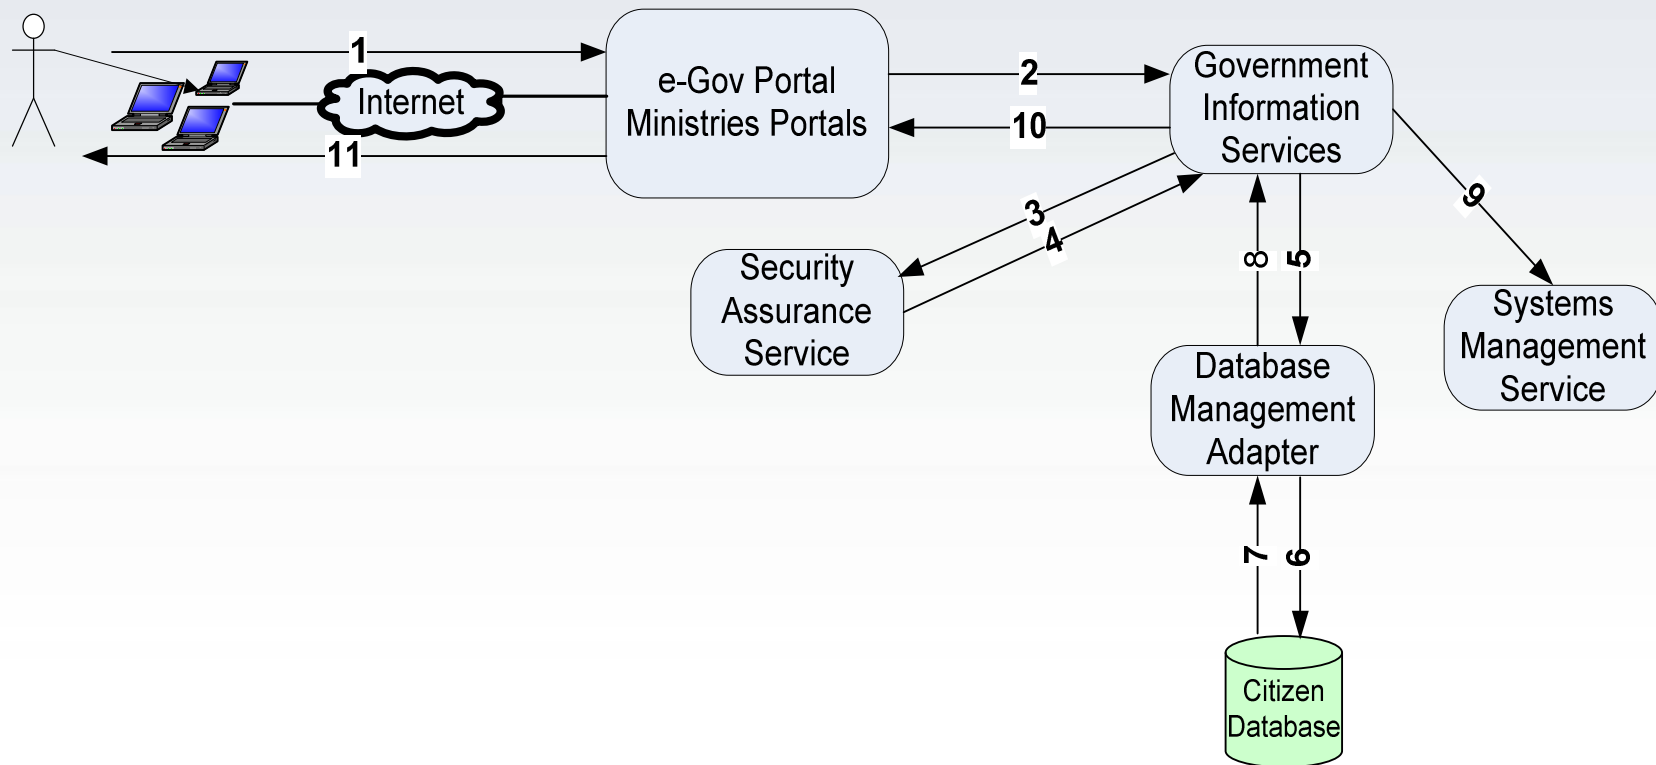 1
Internet
11
e-Gov Portal
Ministries Portals
2
10
Government
Information
Services
3
4
Security
Assurance
Service
8
5
9
Systems
Management
Service
Database
Management
Adapter
7
6
Citizen
Database